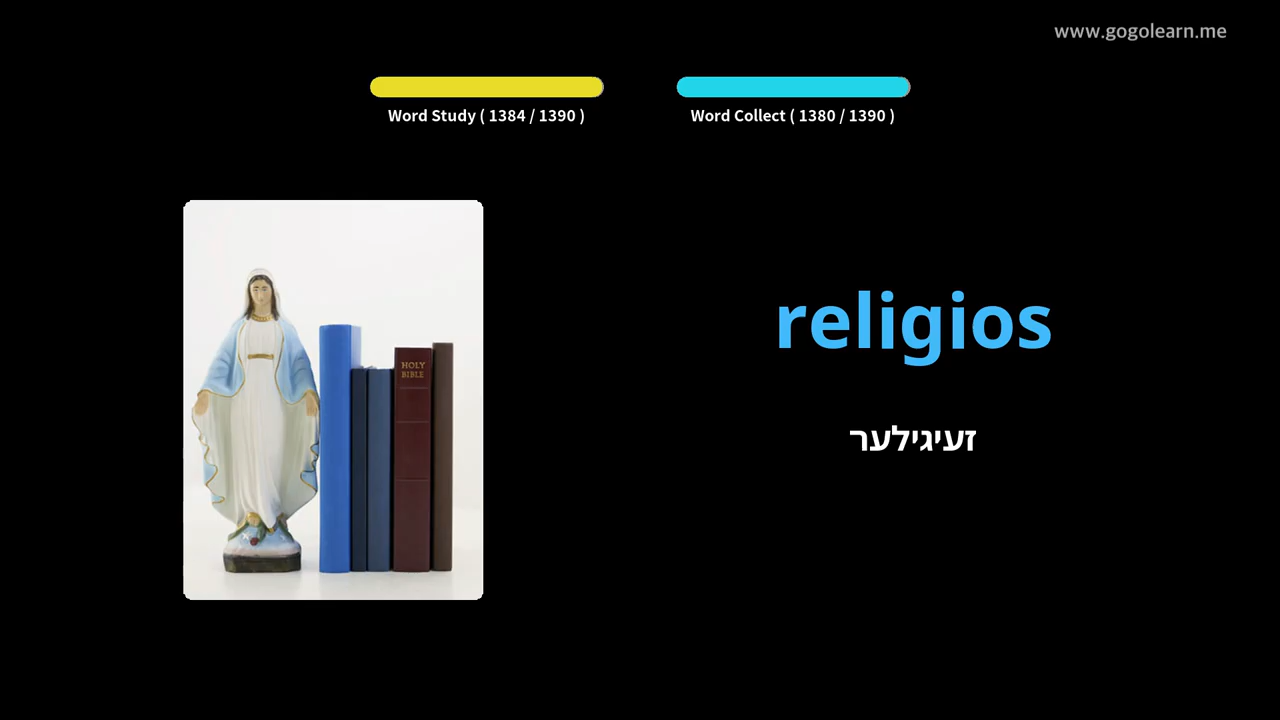 www.gogolearn.me
Word Study ( 1384 / 1390 )
Word Collect ( 1380 / 1390 )
HOLY
BIBLE
religios
זעיגילער